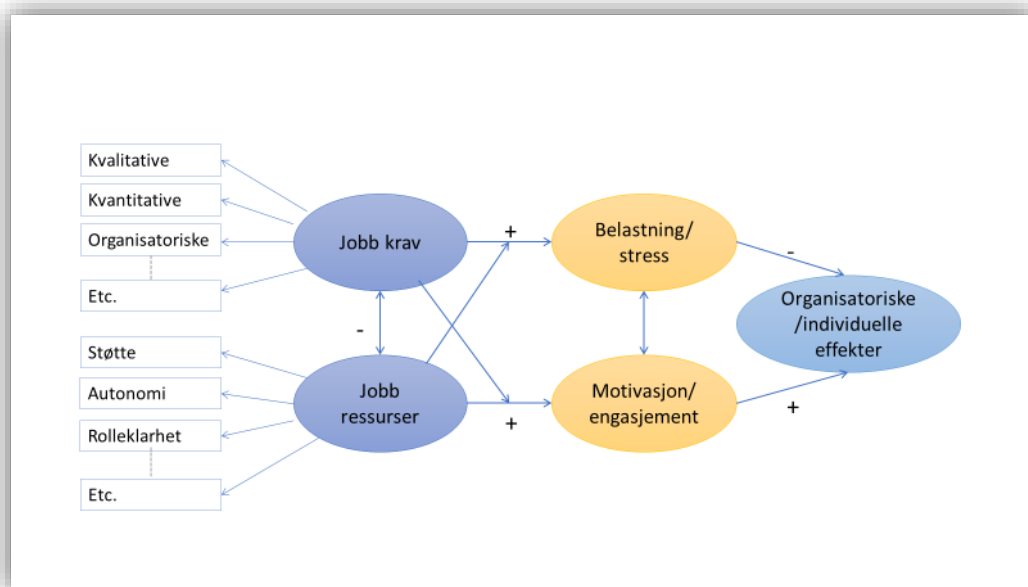 Kvalitative
Kvantitative
Organisatoriske
Etc.
Støtte
Autonomi
Rolleklarhet
Etc.
Jobb krav
-
Jobb
ressurser
+
+
Belastning/
stress
Motivasjon/
engasjement
-
+
Organisatoriske
/individuelle
effekter